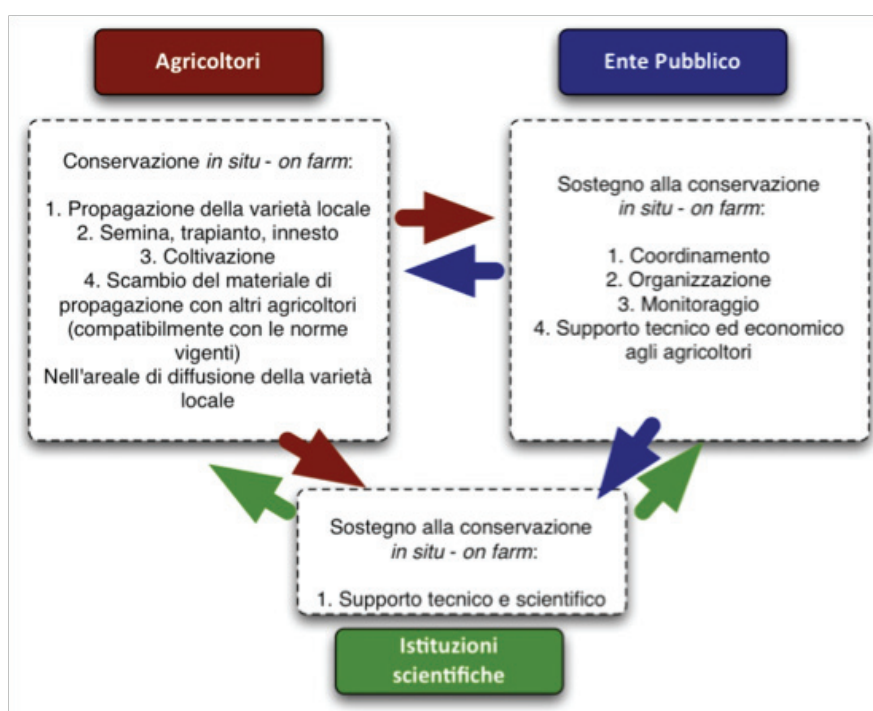 Agricoltori
Conservazione in situ - on farm:
1. Propagazione della varietà locale
2. Semina, trapianto, innesto
3. Coltivazione
4. Scambio del materiale di
propagazione con altri agricoltori
(compatibilmente con le norme
vigenti)
Nell'areale di diffusione della varietà
locale
Ente Pubblico
Sostegno alla conservazione
in situ - on farm:
1. Coordinamento
2. Organizzazione
3. Monitoraggio
4. Supporto tecnico ed economico
agli agricoltori
Sostegno alla conservazione
in situ - on farm:
1. Supporto tecnico e scientifico
Istituzioni
scientifiche